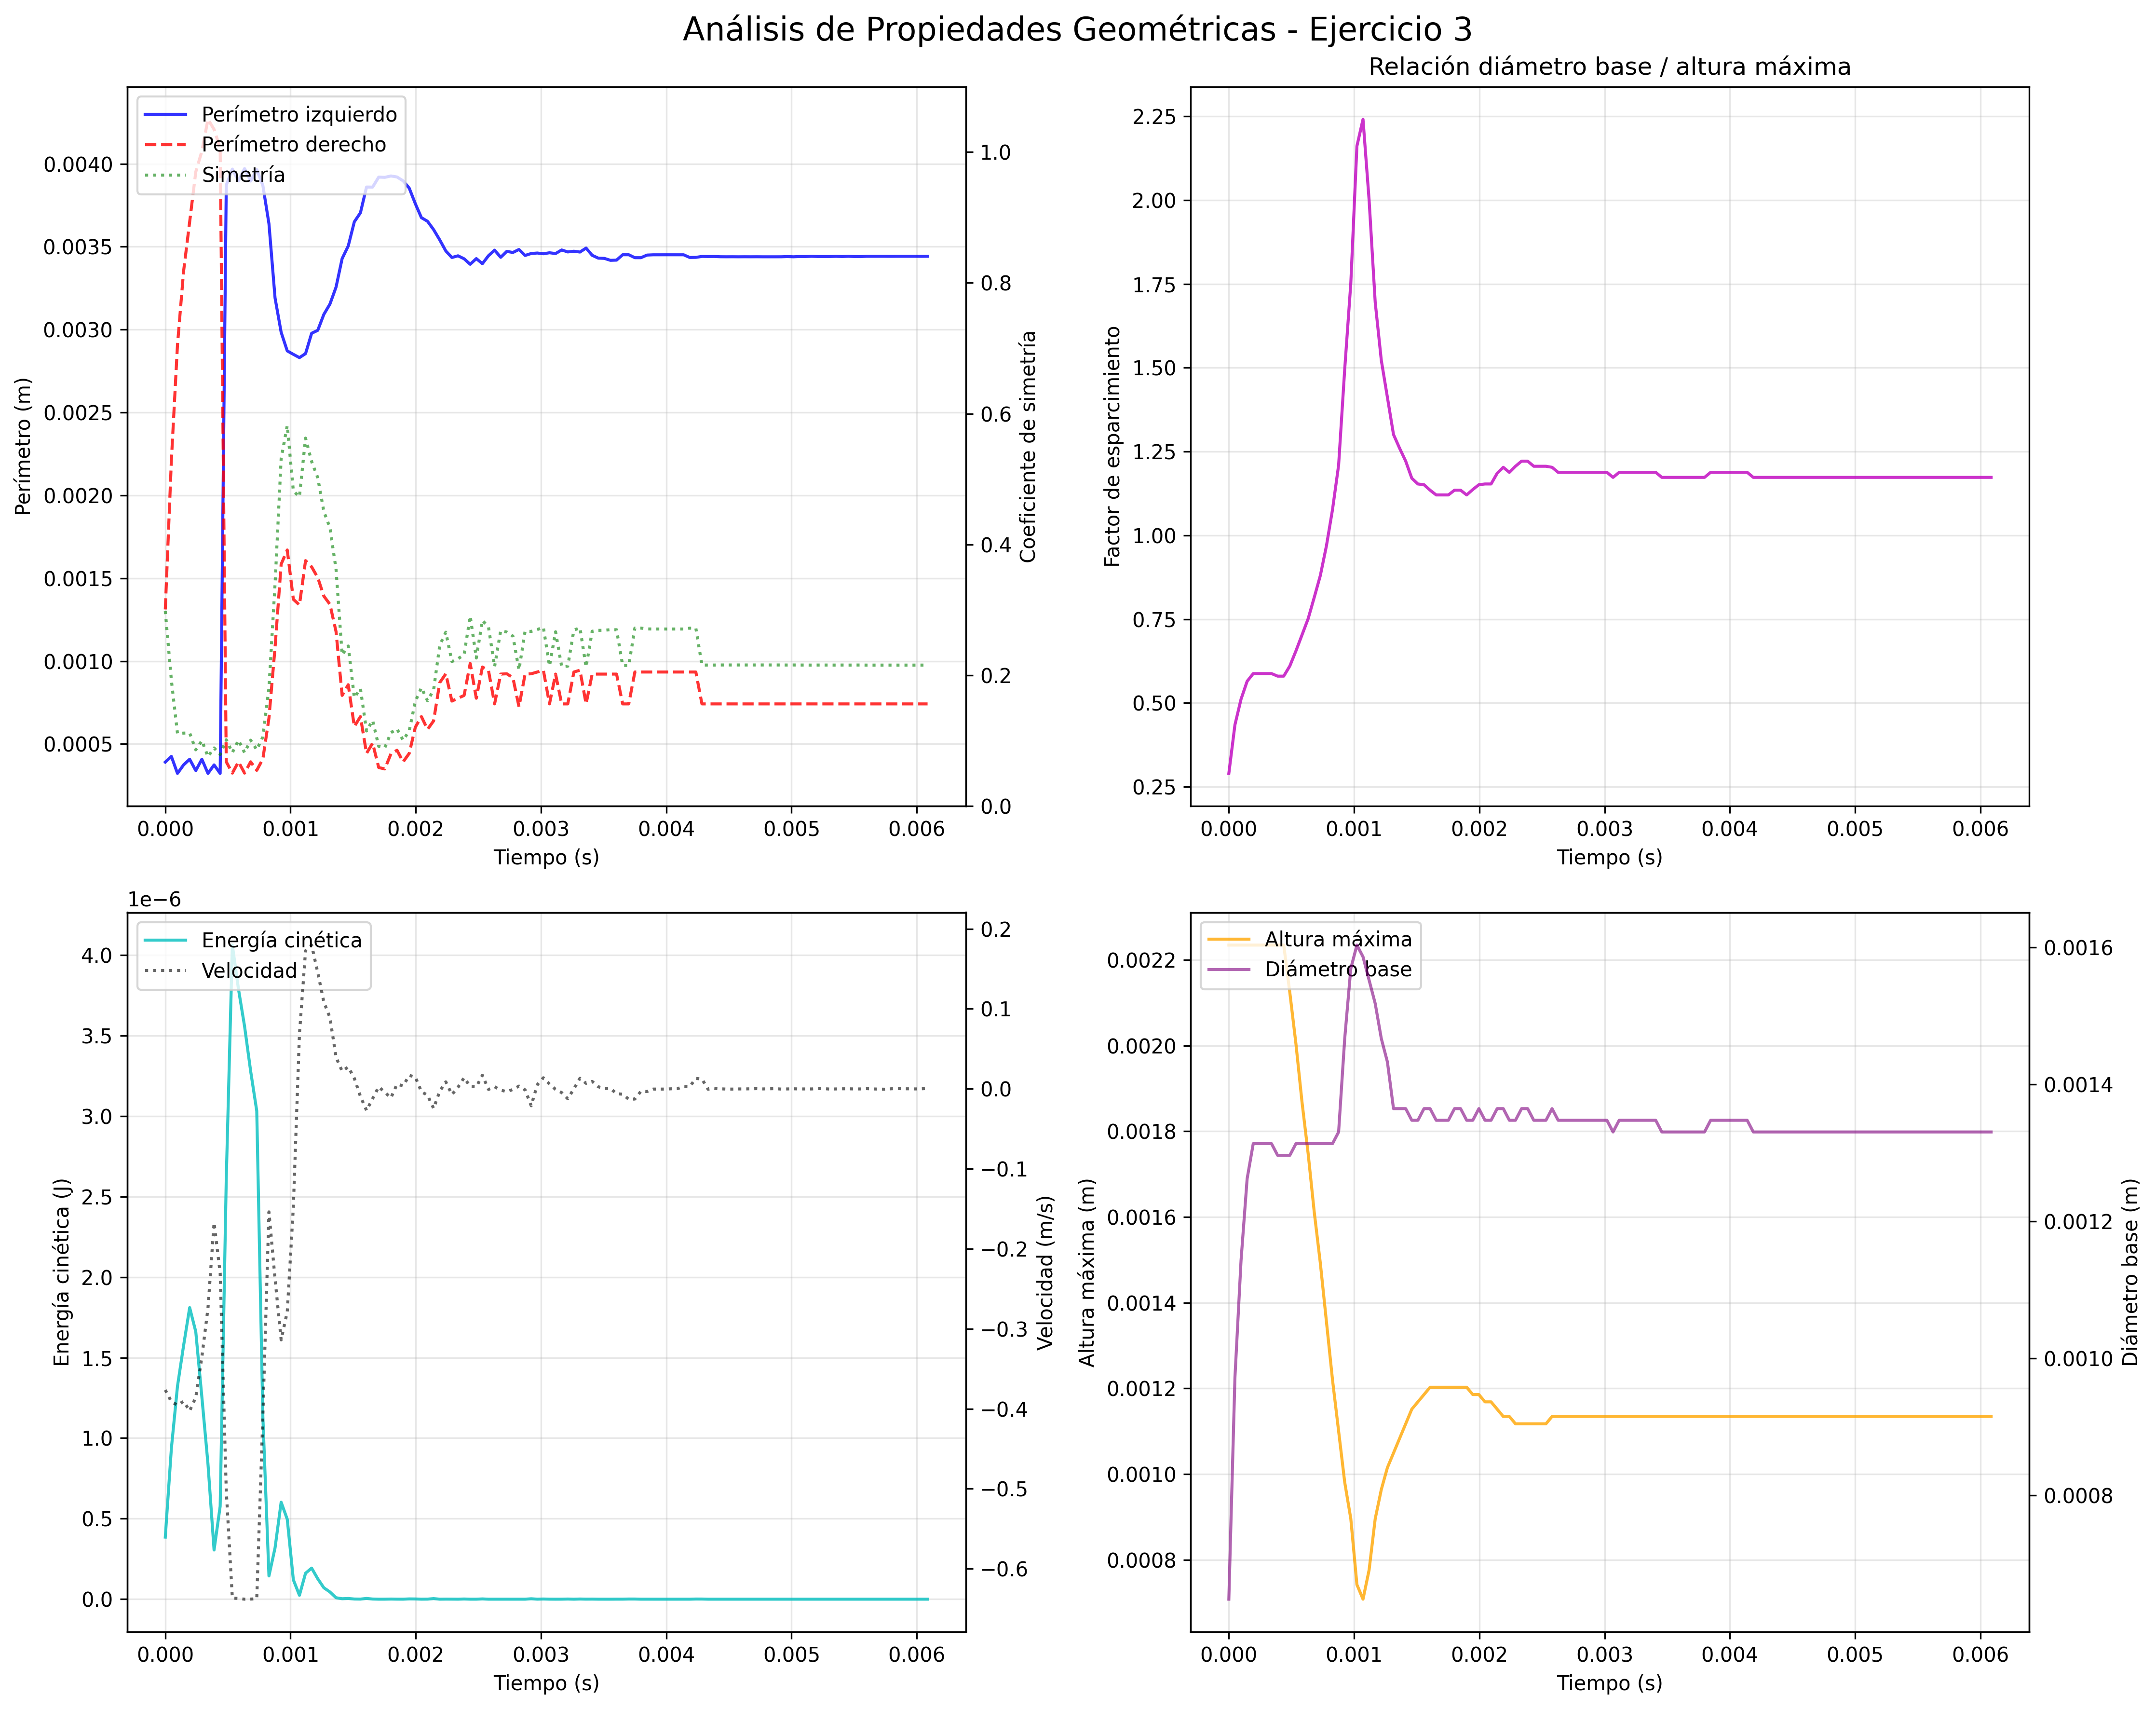 Análisis de Propiedades Geométricas - Ejercicio 3
Perímetro izquierdo
Perímetro derecho
Simetría
0.0040
0.0035
0.0030
0.0025
0.0020
0.0015
0.0010
0.0005
Perímetro (m)
1.0
0.8
0.6
0.4
0.2
0.0
Coeficiente de simetría
0.000 0.001 0.002 0.003 0.004 0.005 0.006
Tiempo (s)
Relación diámetro base / altura máxima
2.25
2.00
1.75
1.50
1.25
1.00
0.75
0.50
0.25
Factor de esparcimiento
0.000 0.001 0.002 0.003 0.004 0.005 0.006
Tiempo (s)
1e−6
Energía cinética
Velocidad
4.0
3.5
3.0
2.5
2.0
1.5
1.0
0.5
0.0
Energía cinética (J)
0.2
0.1
0.0
−0.1
−0.2
−0.3
−0.4
−0.5
−0.6
Velocidad (m/s)
0.000 0.001 0.002 0.003 0.004 0.005 0.006
Tiempo (s)
Altura máxima
Diámetro base
0.0022
0.0020
0.0018
0.0016
0.0014
0.0012
0.0010
0.0008
Altura máxima (m)
0.0016
0.0014
0.0012
0.0010
0.0008
Diámetro base (m)
0.000 0.001 0.002 0.003 0.004 0.005 0.006
Tiempo (s)